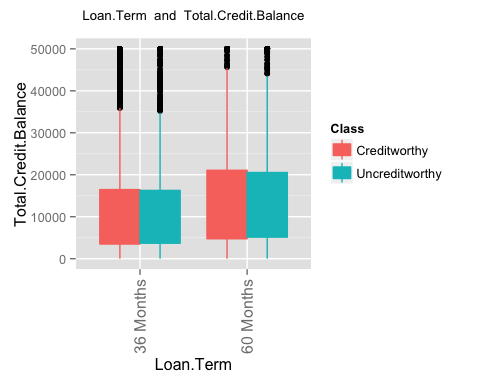 Loan.Term and Total.Credit.Balance
Total.Credit.Balance
50000
40000
30000
20000
10000
0
36 Months
60 Months
Loan.Term
Class
Creditworthy
Uncreditworthy